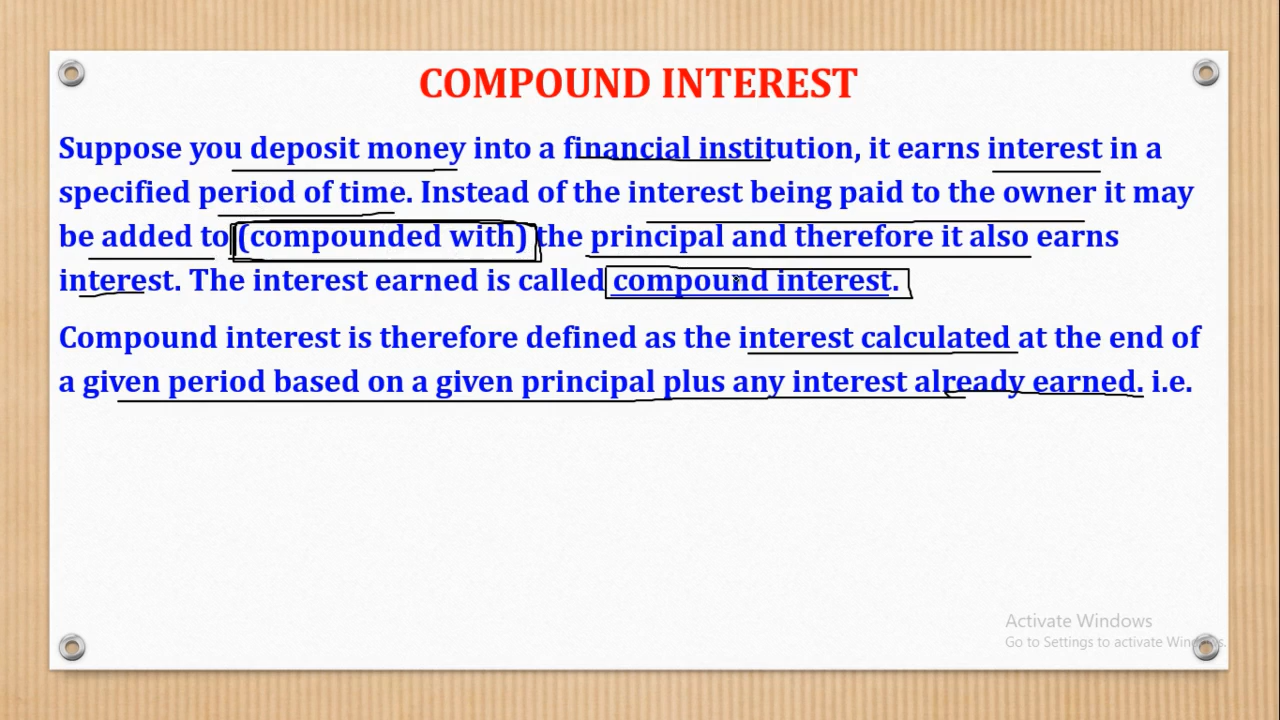 COMPOUND INTEREST
Suppose you deposit money into a financial institution, it earns interest in a
specified period of time. Instead of the interest being paid to the owner it may
be added to (compounded with) the principal and therefore it also earns
interest. The interest earned is called compound interest.
Compound interest is therefore defined as the interest calculated at the end of
a given period based on a given principal plus any interest already earned. i.e.
Activate Windows
Go to Settings to activate Windows.